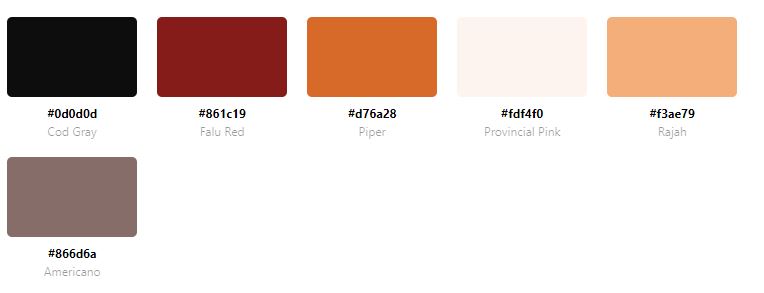 #0d0d0d
Cod Gray
#861c19
Falu Red
#d76a28
Piper
#fdf4f0
Provincial Pink
#f3ae79
Rajah
#866d6a
Americano